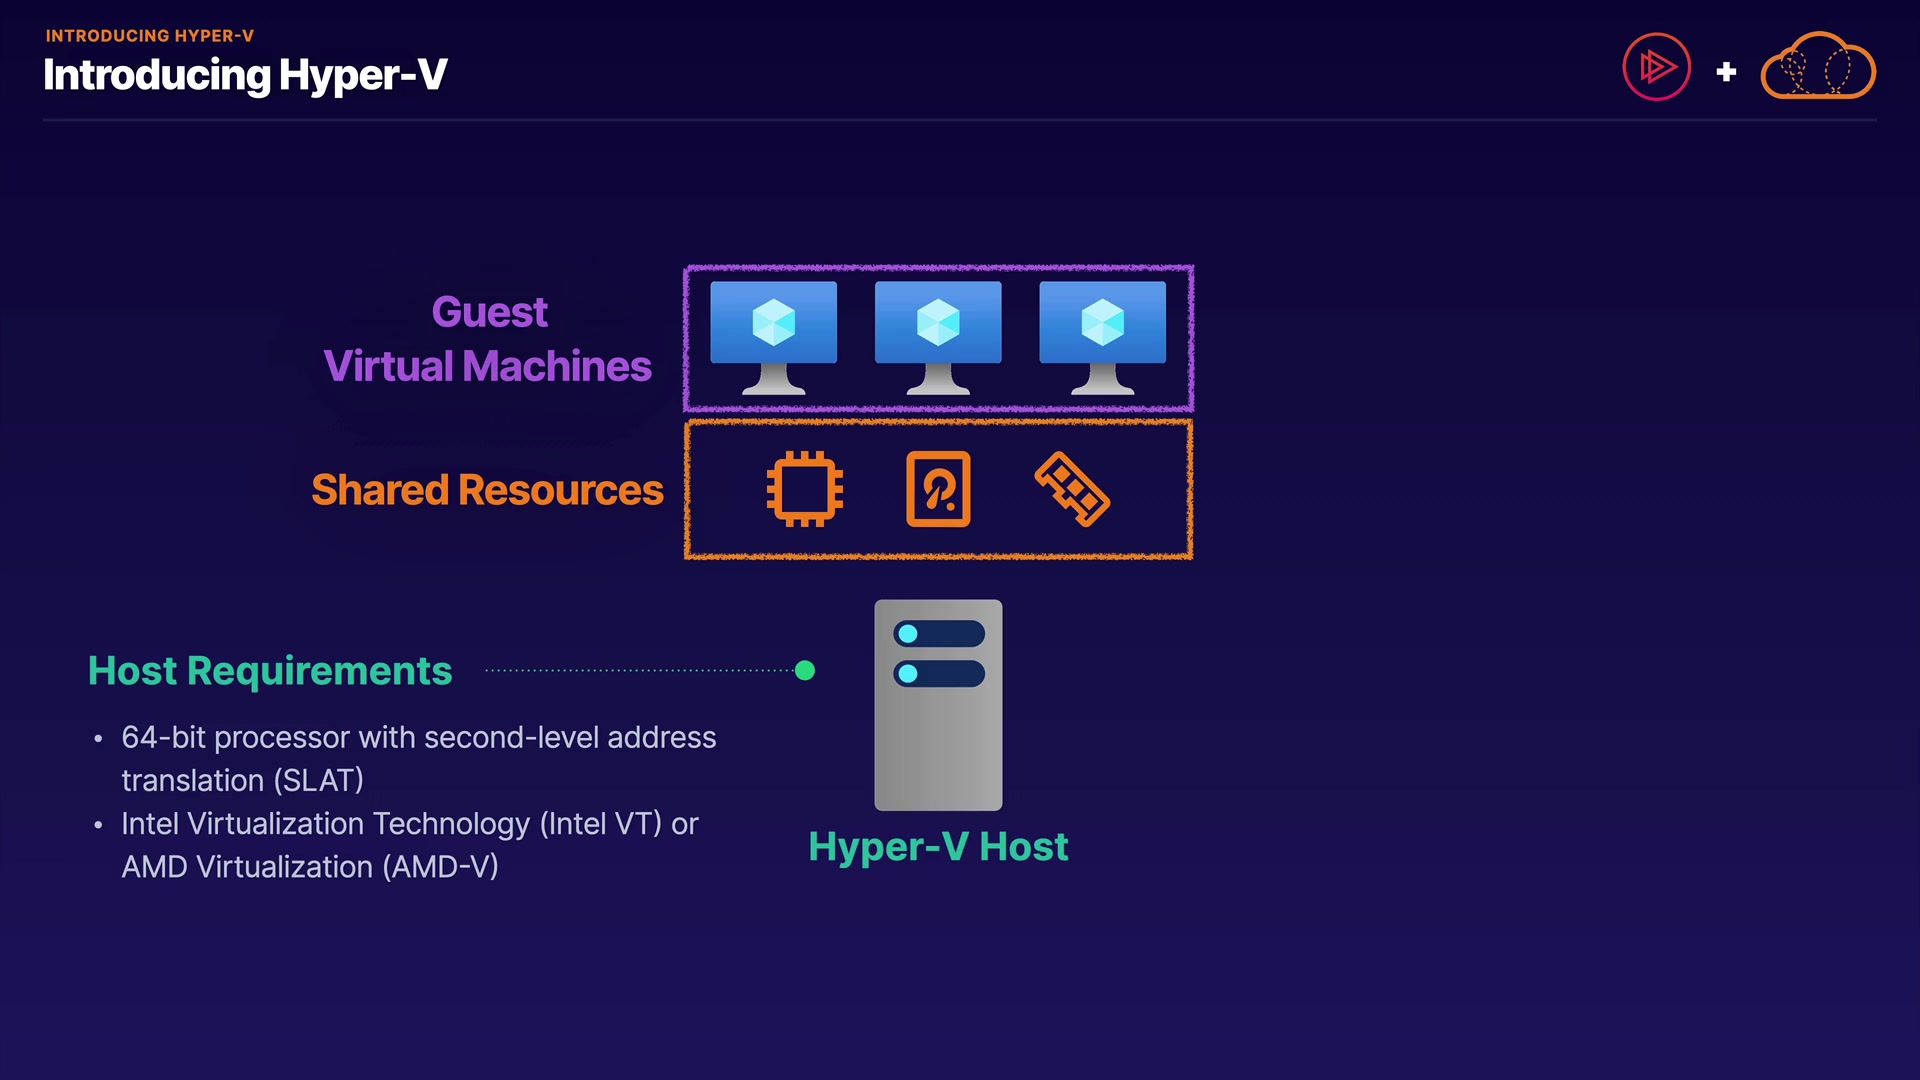 INTRODUCING HYPER-V
Introducing Hyper-V
Guest
Virtual Machines
Shared Resources
Host Requirements
• 64-bit processor with second-level address
translation (SLAT)
• Intel Virtualization Technology (Intel VT) or
AMD Virtualization (AMD-V)
Hyper-V Host